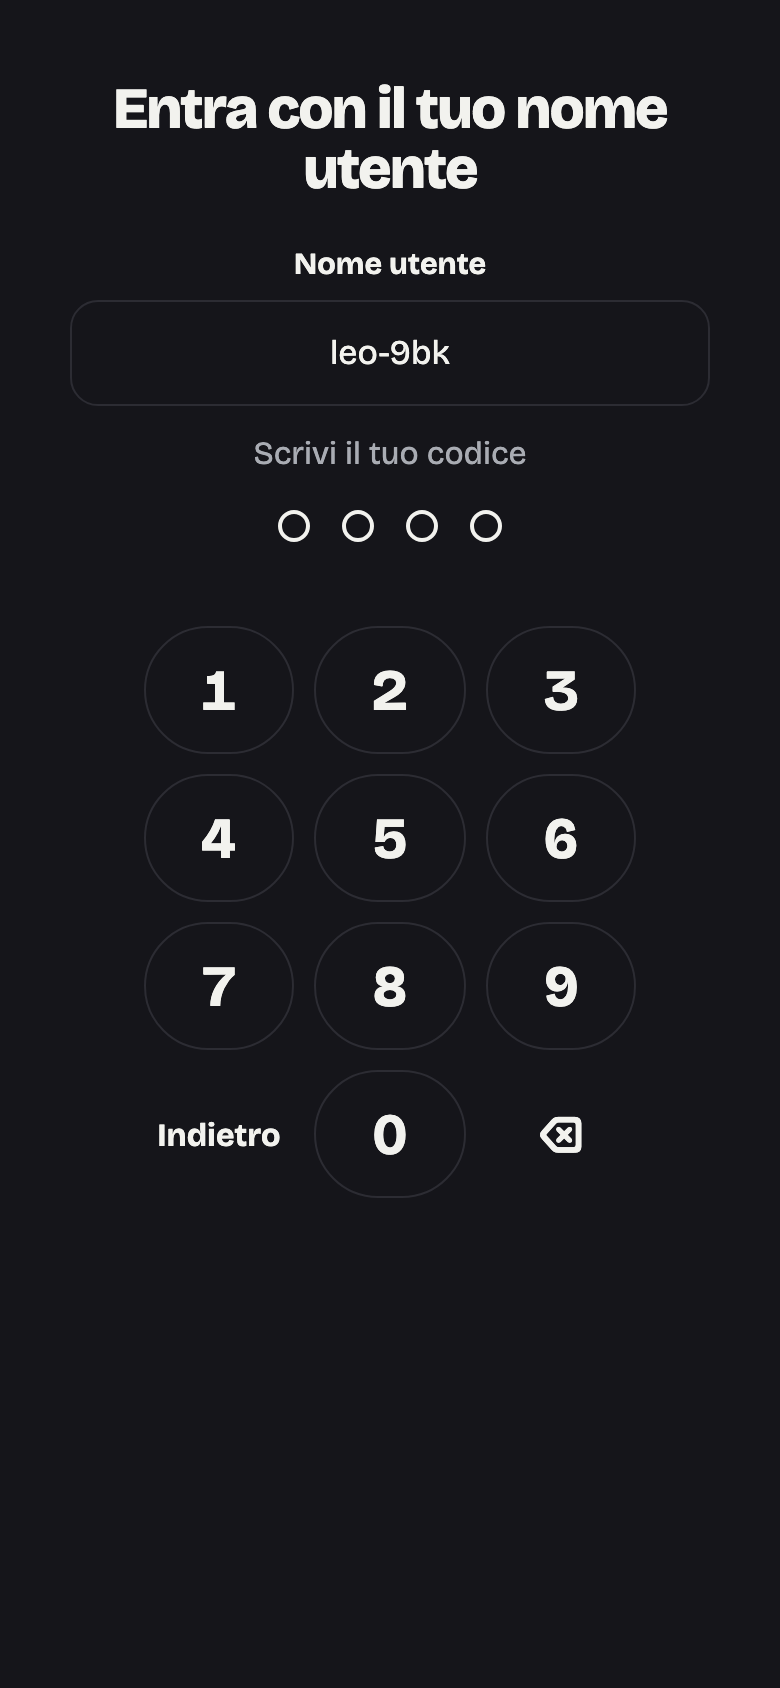 Entra con il tuo nome
utente
Nome utente
leo-9bk
Scrivi il tuo codice
1 2 3
4 5 6
7 8 9
Indietro 0